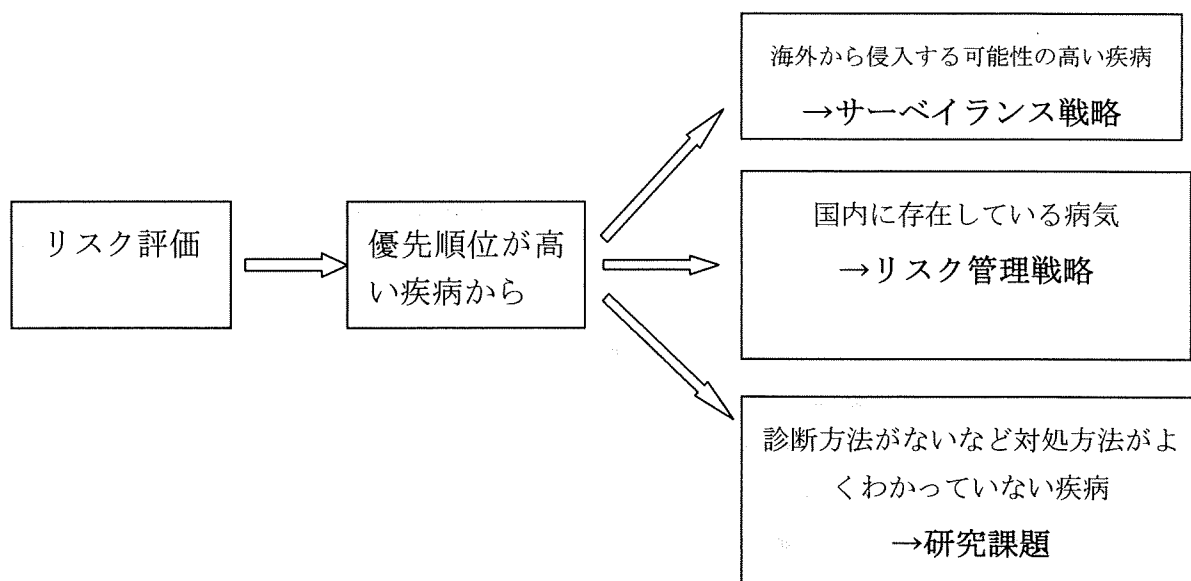 リスク評価
優先順位が高
い疾病から
海外から侵入する可能性の高い疾病
→サーベイランス戦略
国内に存在している病気
→リスク管理戦略
診断方法がないなど対処方法がよ
くわかっていない疾病
→研究課題